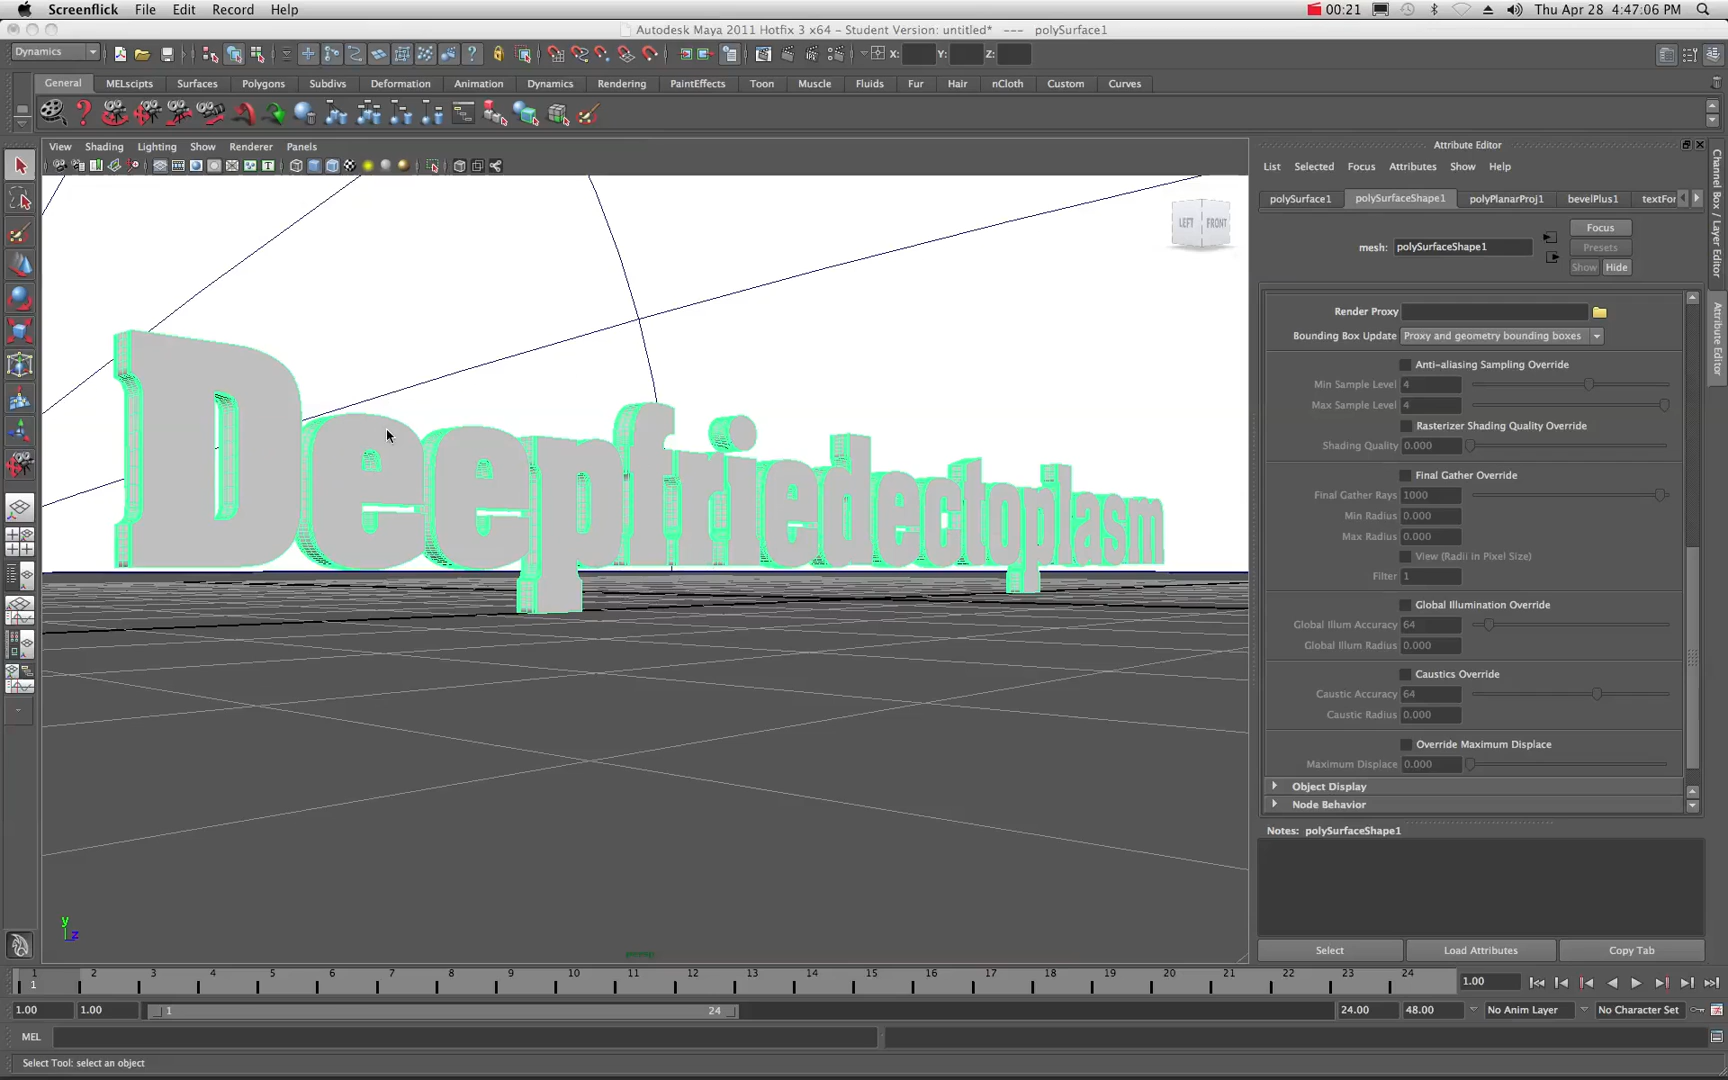 Screenflick File Edit Record Help 00:21 Thu Apr 28 4:47:06 PM
Autodesk Maya 2011 Hotfix 3 x64 - Student Version: untitled* --- polySurface1
Dynamics X: Y: Z:
General MELscipts Surfaces Polygons Subdivs Deformation Animation Dynamics Rendering PaintEffects Toon Muscle Fluids Fur Hair nCloth Custom Curves
View Shading Lighting Show Renderer Panels
LEFT FRONT
Deepfriedectoplasm
y
z
Attribute Editor
List Selected Focus Attributes Show Help
polySurface1 polySurfaceShape1 polyPlanarProj1 bevelPlus1 textFor
Focus
mesh: polySurfaceShape1 Presets
Show Hide
Render Proxy
Bounding Box Update Proxy and geometry bounding boxes
Anti-aliasing Sampling Override
Min Sample Level 4
Max Sample Level 4
Rasterizer Shading Quality Override
Shading Quality 0.000
Final Gather Override
Final Gather Rays 1000
Min Radius 0.000
Max Radius 0.000
View (Radii in Pixel Size)
Filter 1
Global Illumination Override
Global Illum Accuracy 64
Global Illum Radius 0.000
Caustics Override
Caustic Accuracy 64
Caustic Radius 0.000
Override Maximum Displace
Maximum Displace 0.000
Object Display
Node Behavior
Notes: polySurfaceShape1
Select Load Attributes Copy Tab
Channel Box / Layer Editor
Attribute Editor
1 2 3 4 5 6 7 8 9 10 11 12 13 14 15 16 17 18 19 20 21 22 23 24
1 1.00
1.00 1.00 1 24 24.00 48.00 No Anim Layer No Character Set
MEL
Select Tool: select an object